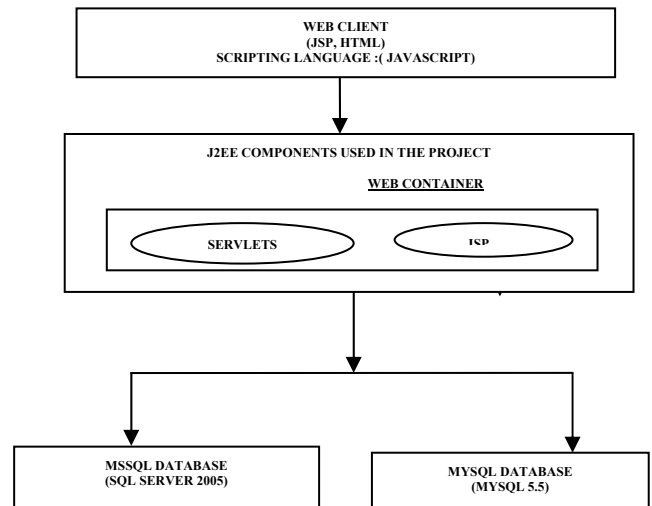 WEB CLIENT
(JSP, HTML)
SCRIPTING LANGUAGE :( JAVASCRIPT)
J2EE COMPONENTS USED IN THE PROJECT
WEB CONTAINER
SERVLETS
JSP
MSSQL DATABASE
(SQL SERVER 2005)
MYSQL DATABASE
(MYSQL 5.5)